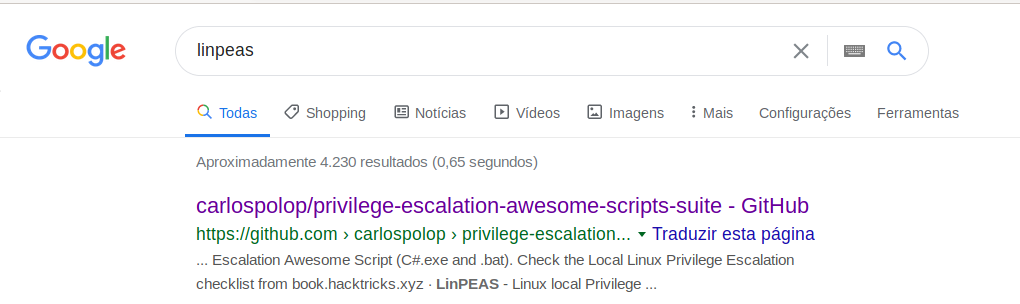 Google
linpeas
Todas Shopping Notícias Vídeos Imagens Mais Configurações Ferramentas
Aproximadamente 4.230 resultados (0,65 segundos)
carlospolop/privilege-escalation-awesome-scripts-suite - GitHub
https://github.com › carlospolop › privilege-escalation... Traduzir esta página
... Escalation Awesome Script (C#.exe and .bat). Check the Local Linux Privilege Escalation
checklist from book.hacktricks.xyz · LinPEAS - Linux local Privilege ...